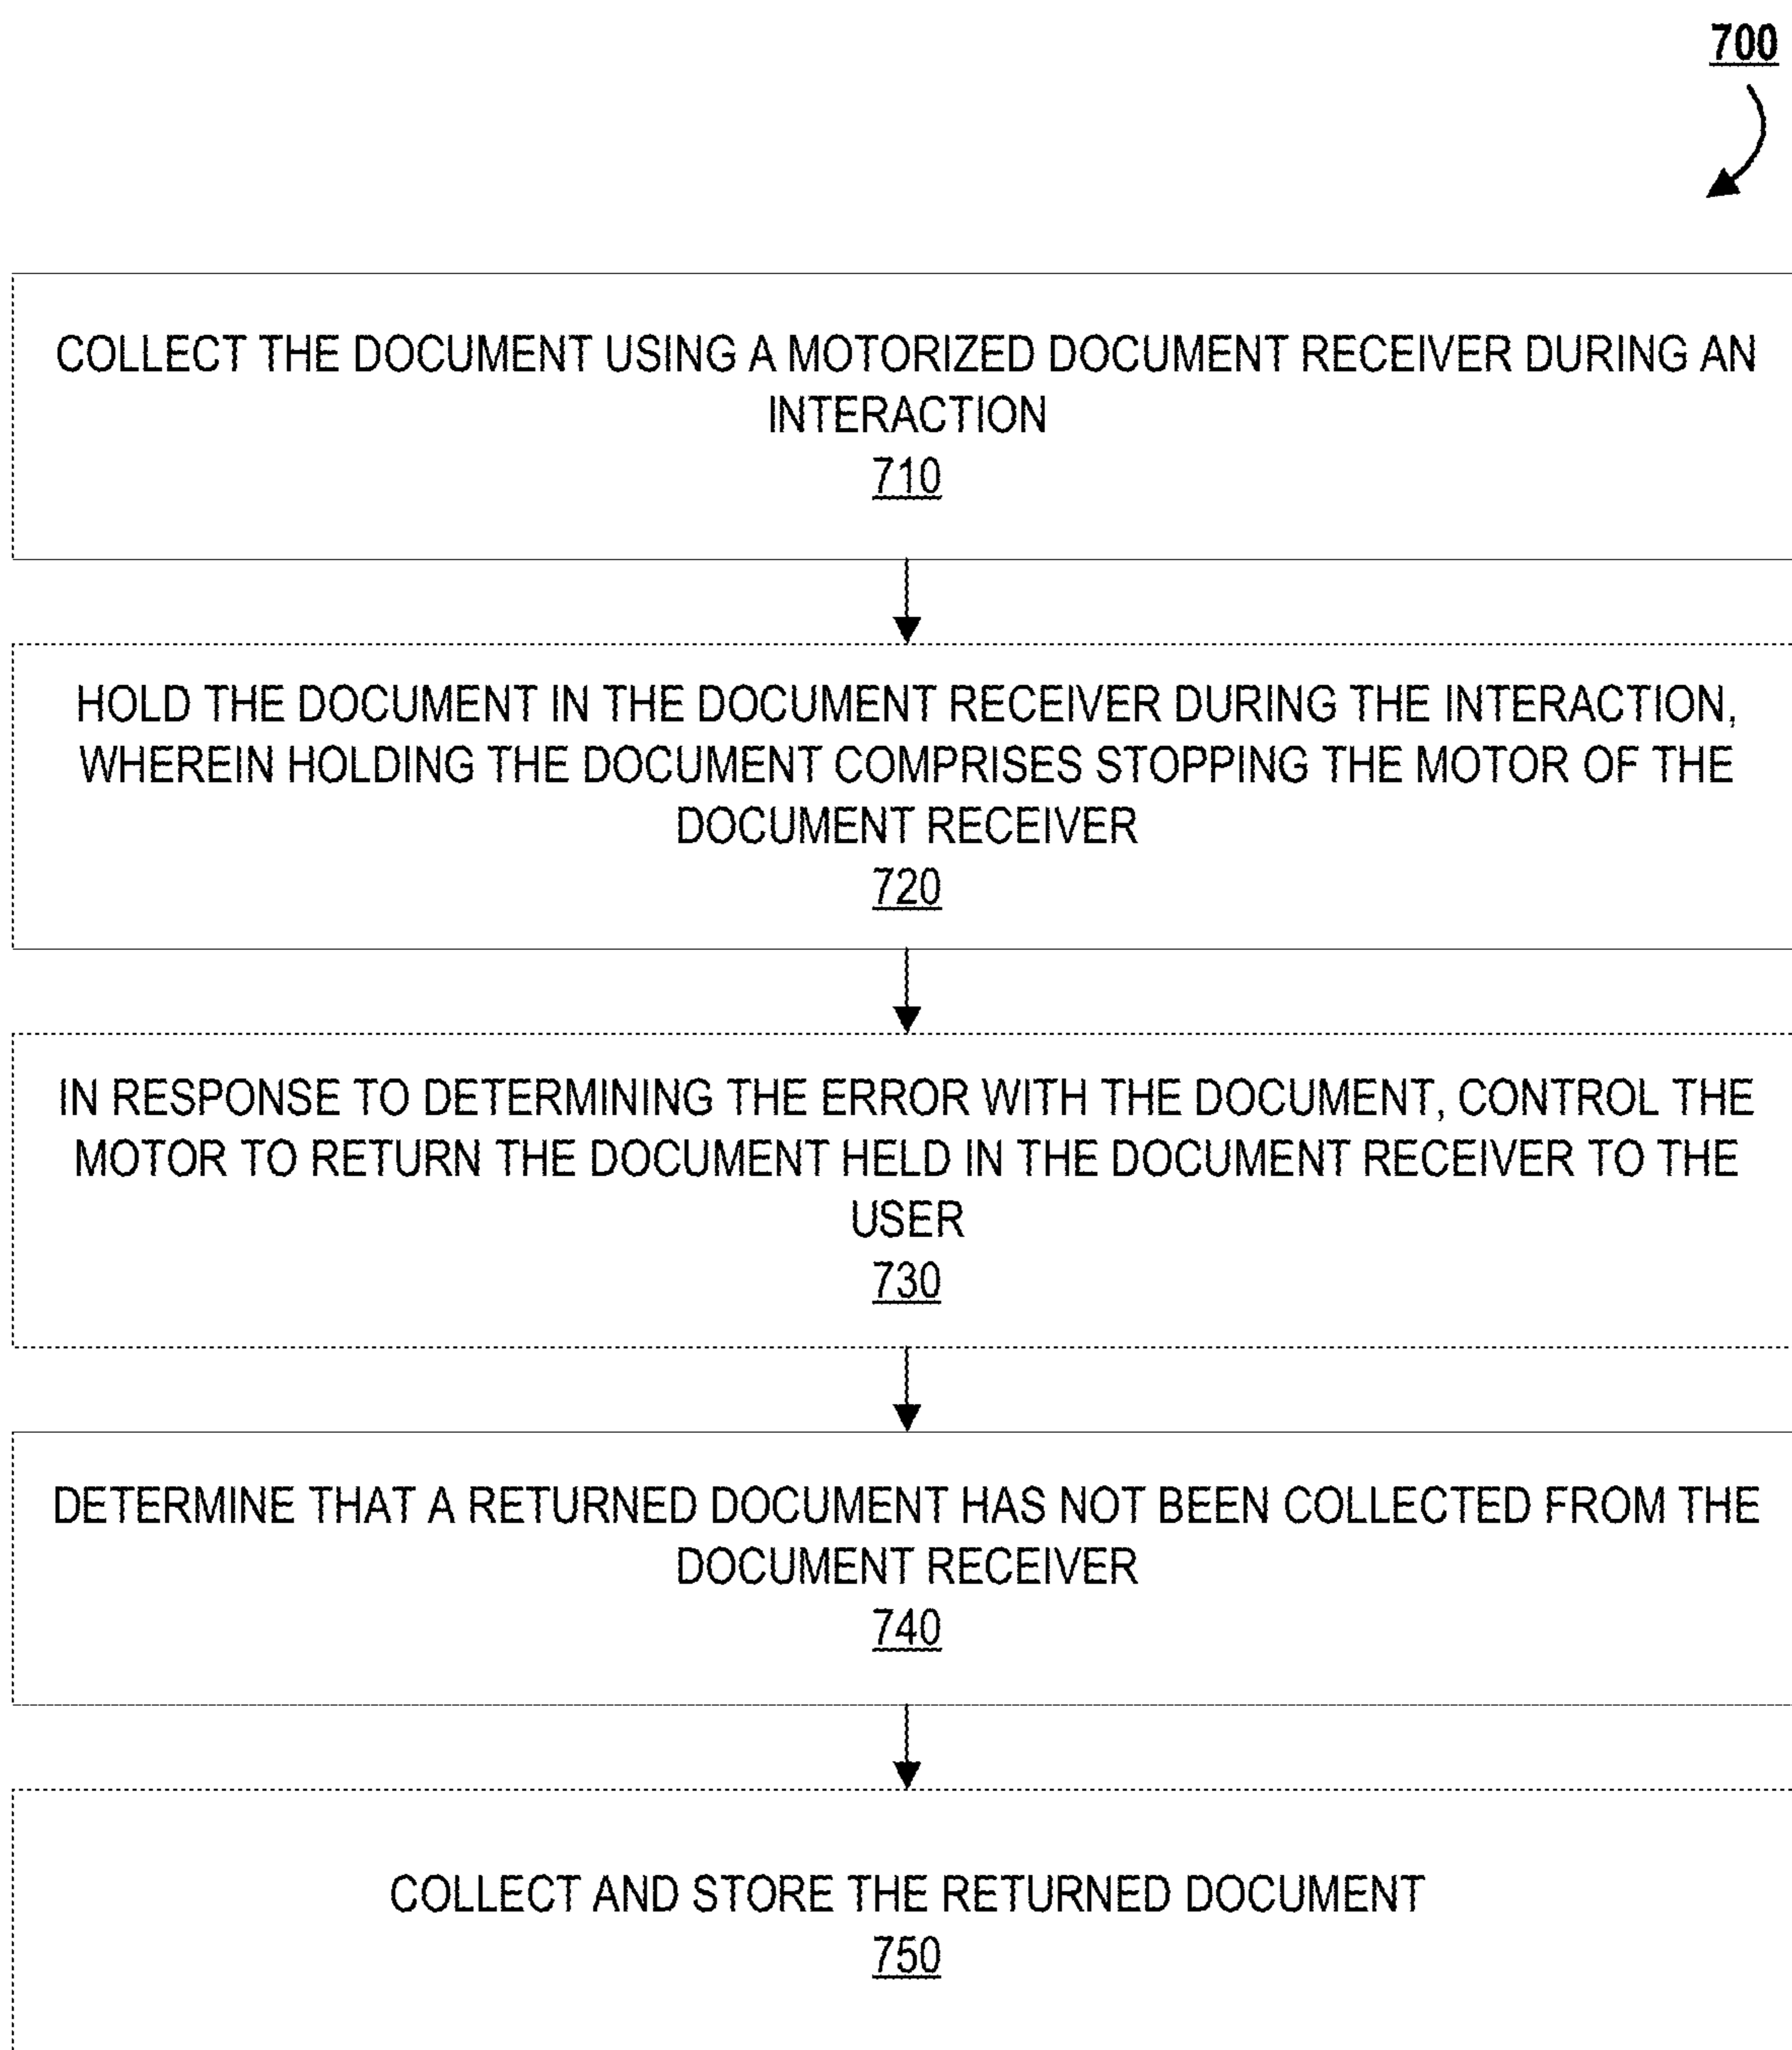 700
COLLECT THE DOCUMENT USING A MOTORIZED DOCUMENT RECEIVER DURING AN
INTERACTION
710
HOLD THE DOCUMENT IN THE DOCUMENT RECEIVER DURING THE INTERACTION,
WHEREIN HOLDING THE DOCUMENT COMPRISES STOPPING THE MOTOR OF THE
DOCUMENT RECEIVER
720
IN RESPONSE TO DETERMINING THE ERROR WITH THE DOCUMENT, CONTROL THE
MOTOR TO RETURN THE DOCUMENT HELD IN THE DOCUMENT RECEIVER TO THE
USER
730
DETERMINE THAT A RETURNED DOCUMENT HAS NOT BEEN COLLECTED FROM THE
DOCUMENT RECEIVER
740
COLLECT AND STORE THE RETURNED DOCUMENT
750